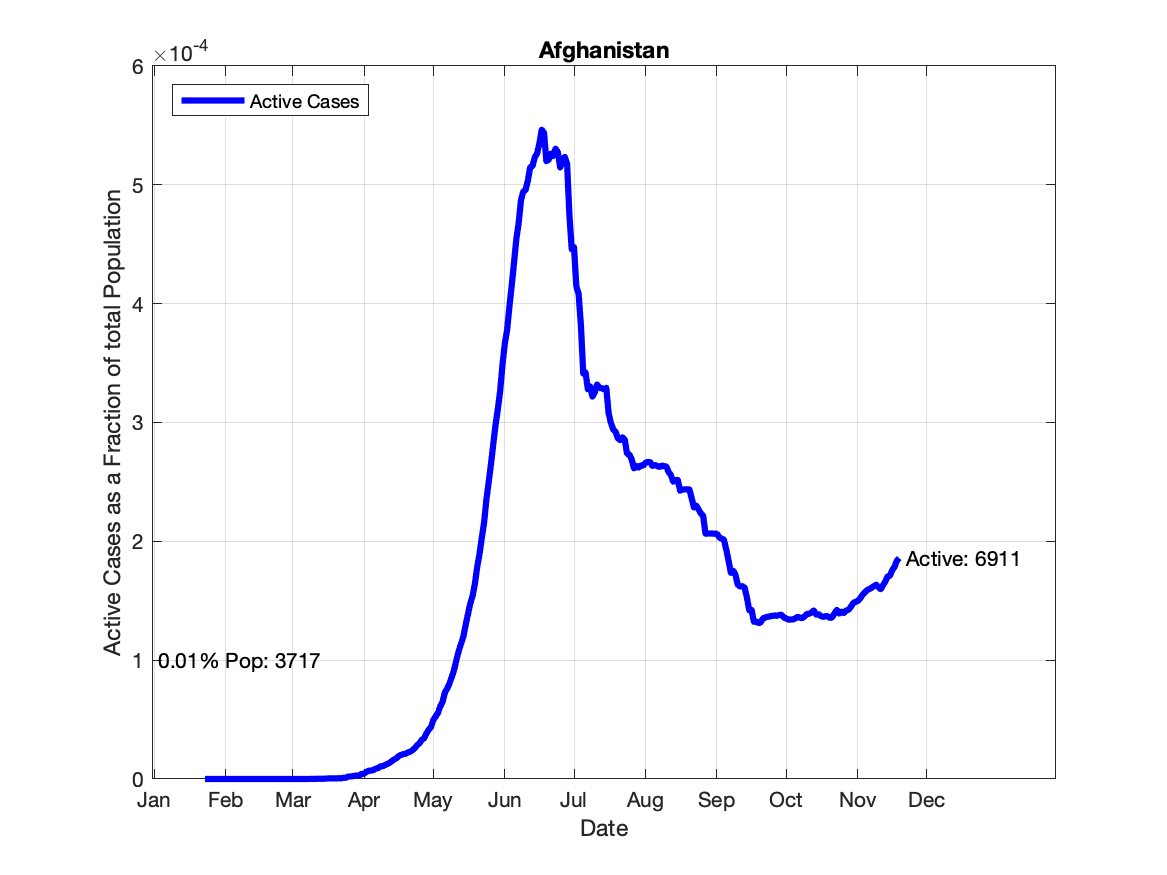 Afghanistan
×10^-4
6
5
4
3
2
1
0
Active Cases
Active: 6911
0.01% Pop: 3717
Active Cases as a Fraction of total Population
Jan Feb Mar Apr May Jun Jul Aug Sep Oct Nov Dec
Date